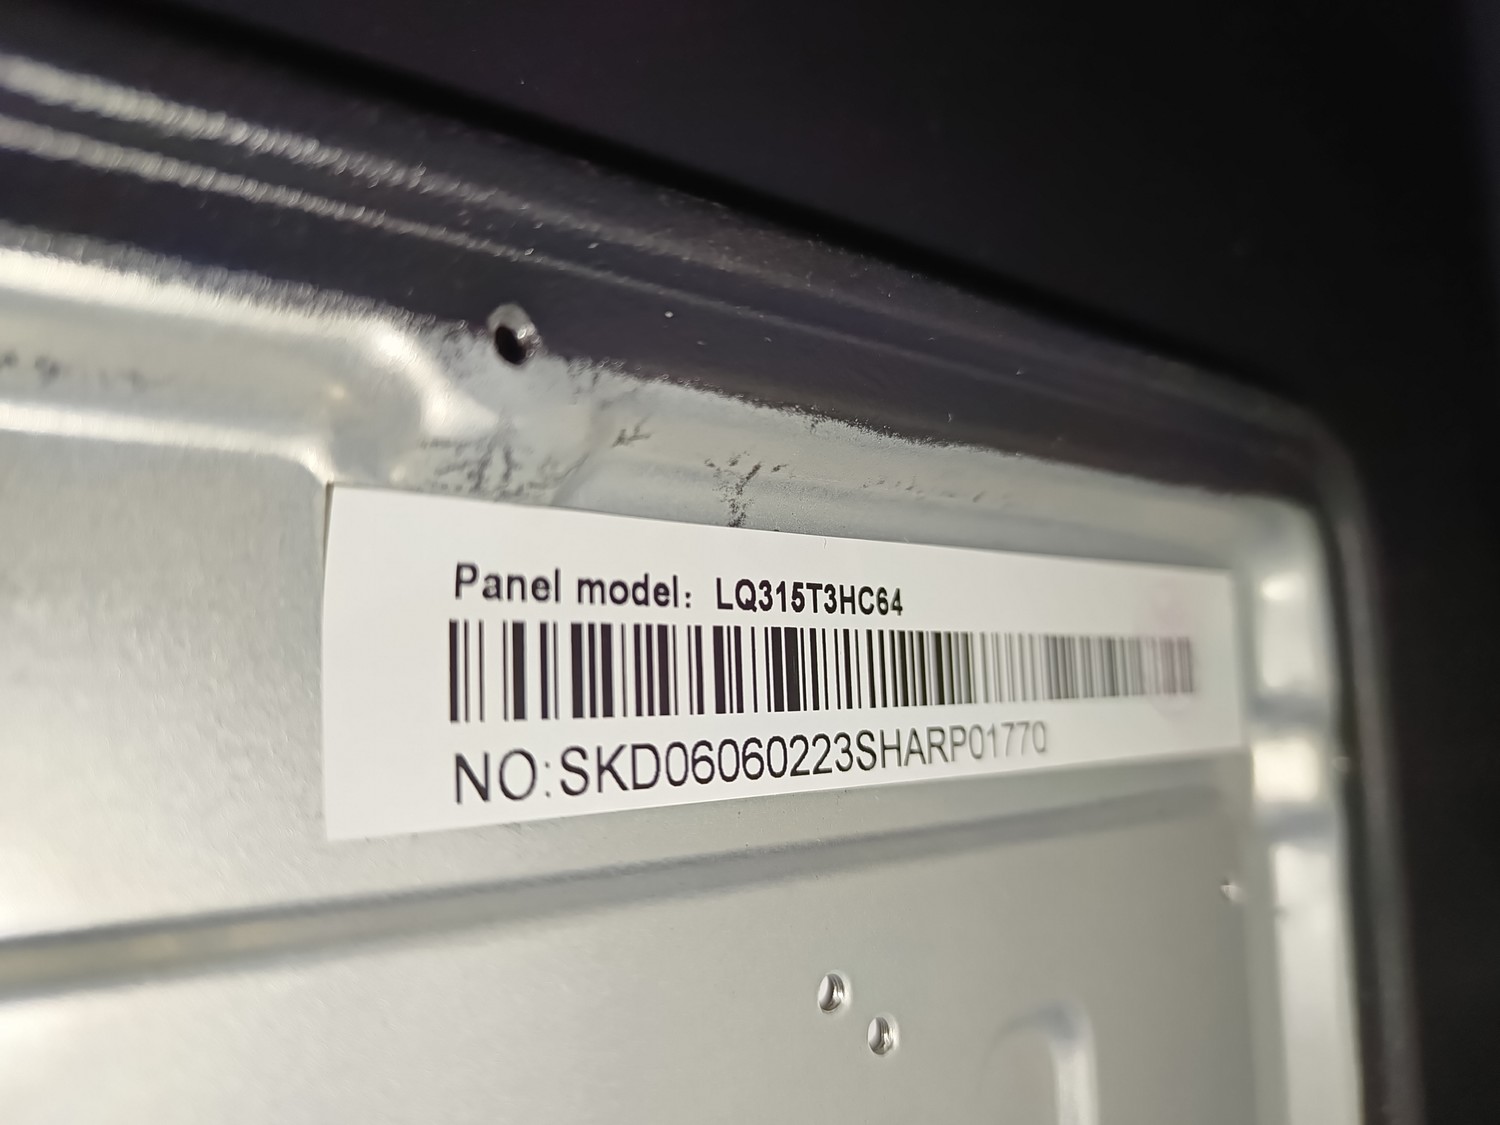 Panel model: LQ315T3HC64
NO:SKD06060223SHARP01770